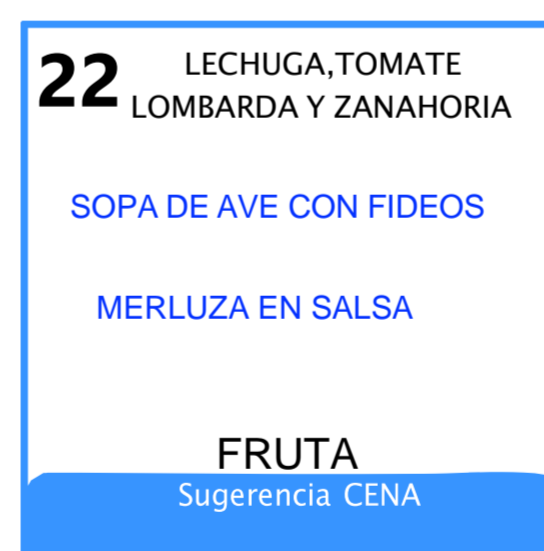 22
LECHUGA,TOMATE
LOMBARDA Y ZANAHORIA
SOPA DE AVE CON FIDEOS
MERLUZA EN SALSA
FRUTA
Sugerencia CENA